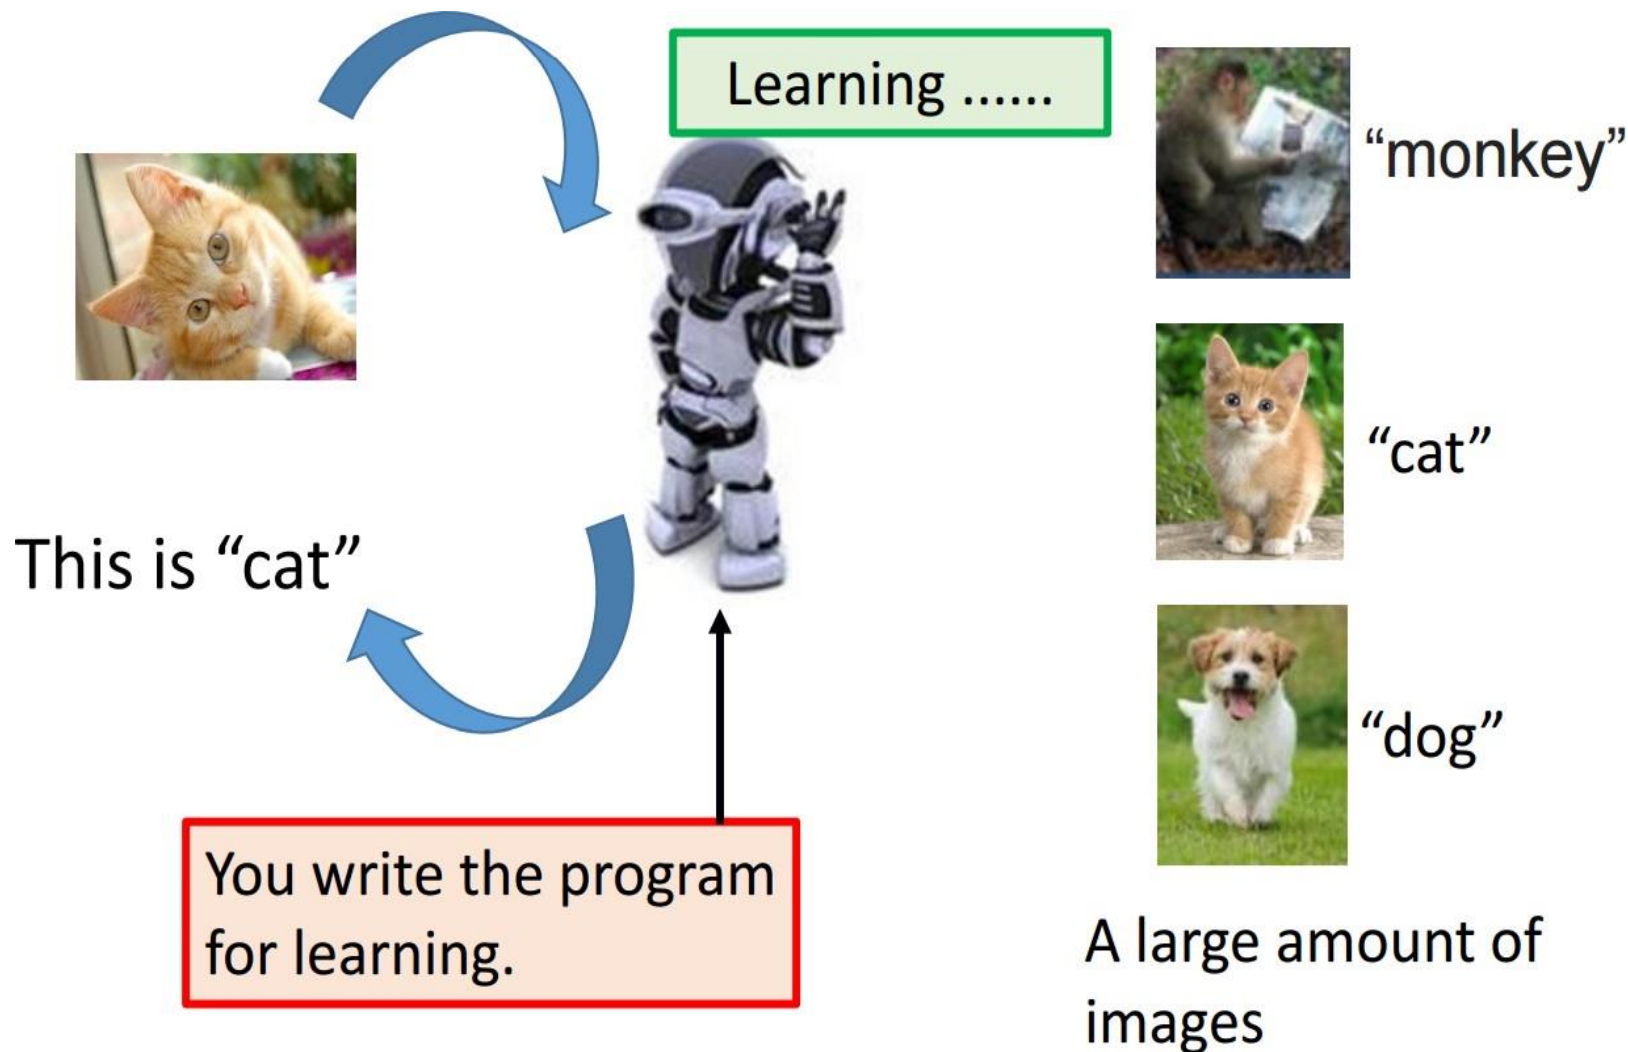 Learning ......
“monkey”
“cat”
This is “cat”
“dog”
You write the program
for learning.
A large amount of
images